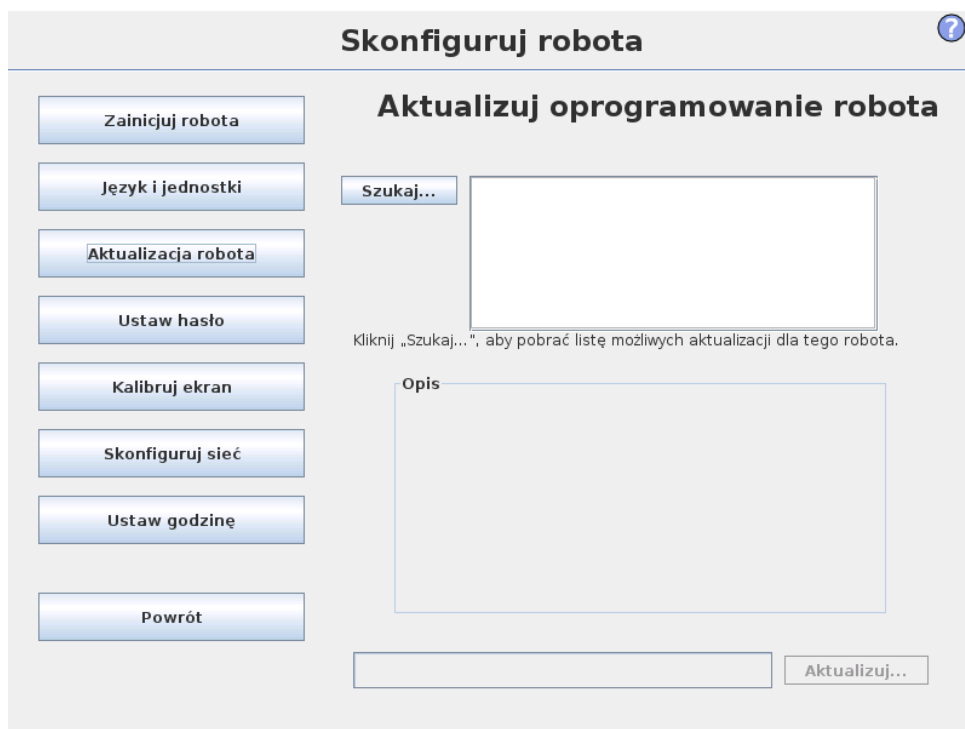 Skonfiguruj robota
?
Zainicjuj robota
Język i jednostki
Aktualizacja robota
Ustaw hasło
Kalibruj ekran
Skonfiguruj sieć
Ustaw godzinę
Powrót
Aktualizuj oprogramowanie robota
Szukaj...
Kliknij „Szukaj...", aby pobrać listę możliwych aktualizacji dla tego robota.
Opis
Aktualizuj...